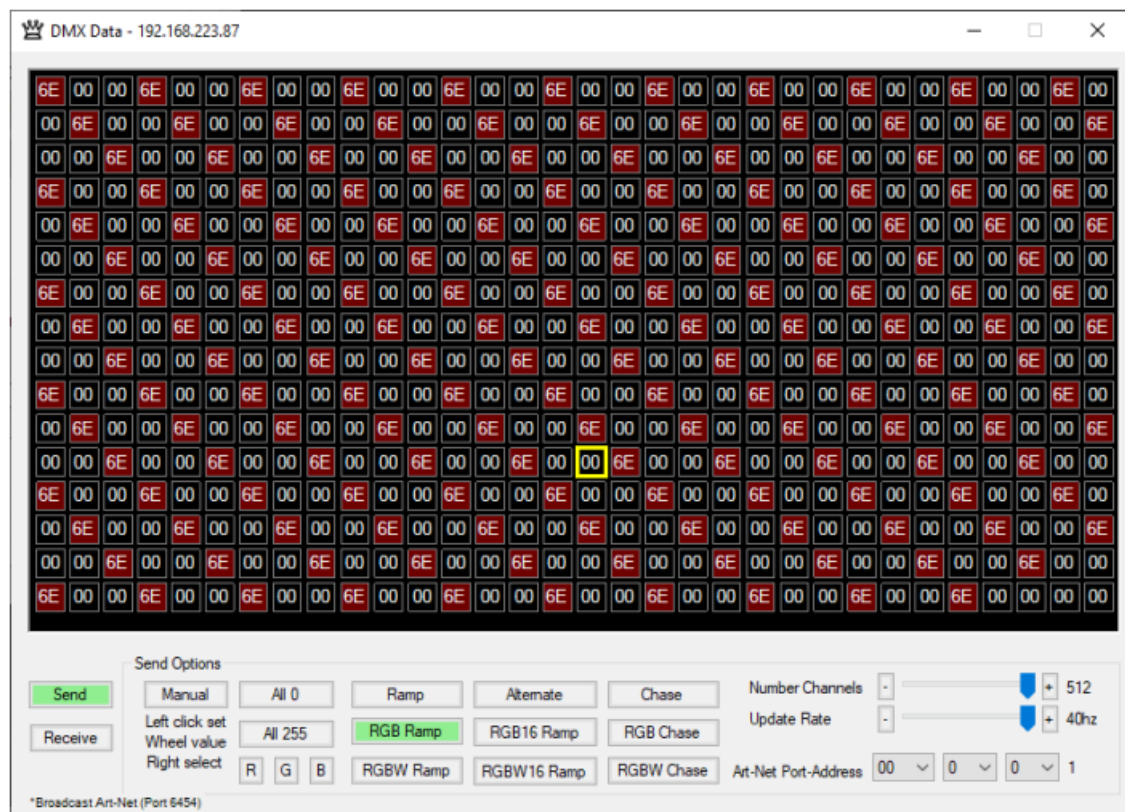 DMX Data - 192.168.223.87
6E 00 00 6E 00 00 6E 00 00 6E 00 00 6E 00 00 6E 00 00 6E 00 00 6E 00 00 6E 00 00 6E 00 00 6E 00
00 6E 00 00 6E 00 00 6E 00 00 6E 00 00 6E 00 00 6E 00 00 6E 00 00 6E 00 00 6E 00 00 6E 00 00 6E
00 00 6E 00 00 6E 00 00 6E 00 00 6E 00 00 6E 00 00 6E 00 00 6E 00 00 6E 00 00 6E 00 00 6E 00 00
6E 00 00 6E 00 00 6E 00 00 6E 00 00 6E 00 00 6E 00 00 6E 00 00 6E 00 00 6E 00 00 6E 00 00 6E 00
00 6E 00 00 6E 00 00 6E 00 00 6E 00 00 6E 00 00 6E 00 00 6E 00 00 6E 00 00 6E 00 00 6E 00 00 6E
00 00 6E 00 00 6E 00 00 6E 00 00 6E 00 00 6E 00 00 6E 00 00 6E 00 00 6E 00 00 6E 00 00 6E 00 00
6E 00 00 6E 00 00 6E 00 00 6E 00 00 6E 00 00 6E 00 00 6E 00 00 6E 00 00 6E 00 00 6E 00 00 6E 00
00 6E 00 00 6E 00 00 6E 00 00 6E 00 00 6E 00 00 6E 00 00 6E 00 00 6E 00 00 6E 00 00 6E 00 00 6E
00 00 6E 00 00 6E 00 00 6E 00 00 6E 00 00 6E 00 00 6E 00 00 6E 00 00 6E 00 00 6E 00 00 6E 00 00
6E 00 00 6E 00 00 6E 00 00 6E 00 00 6E 00 00 6E 00 00 6E 00 00 6E 00 00 6E 00 00 6E 00 00 6E 00
00 6E 00 00 6E 00 00 6E 00 00 6E 00 00 6E 00 00 6E 00 00 6E 00 00 6E 00 00 6E 00 00 6E 00 00 6E
00 00 6E 00 00 6E 00 00 6E 00 00 6E 00 00 6E 00 00 6E 00 00 6E 00 00 6E 00 00 6E 00 00 6E 00 00
6E 00 00 6E 00 00 6E 00 00 6E 00 00 6E 00 00 6E 00 00 6E 00 00 6E 00 00 6E 00 00 6E 00 00 6E 00
00 6E 00 00 6E 00 00 6E 00 00 6E 00 00 6E 00 00 6E 00 00 6E 00 00 6E 00 00 6E 00 00 6E 00 00 6E
00 00 6E 00 00 6E 00 00 6E 00 00 6E 00 00 6E 00 00 6E 00 00 6E 00 00 6E 00 00 6E 00 00 6E 00 00
6E 00 00 6E 00 00 6E 00 00 6E 00 00 6E 00 00 6E 00 00 6E 00 00 6E 00 00 6E 00 00 6E 00 00 00 00
Send Options
Send Manual All 0 Ramp Alternate Chase Number Channels - + 512
Left click set
Wheel value
Right select
Receive All 255 RGB Ramp RGB16 Ramp RGB Chase Update Rate - + 40hz
R G B RGBW Ramp RGBW16 Ramp RGBW Chase Art-Net Port-Address 00 0 0 1
*Broadcast Art-Net (Port 6454)